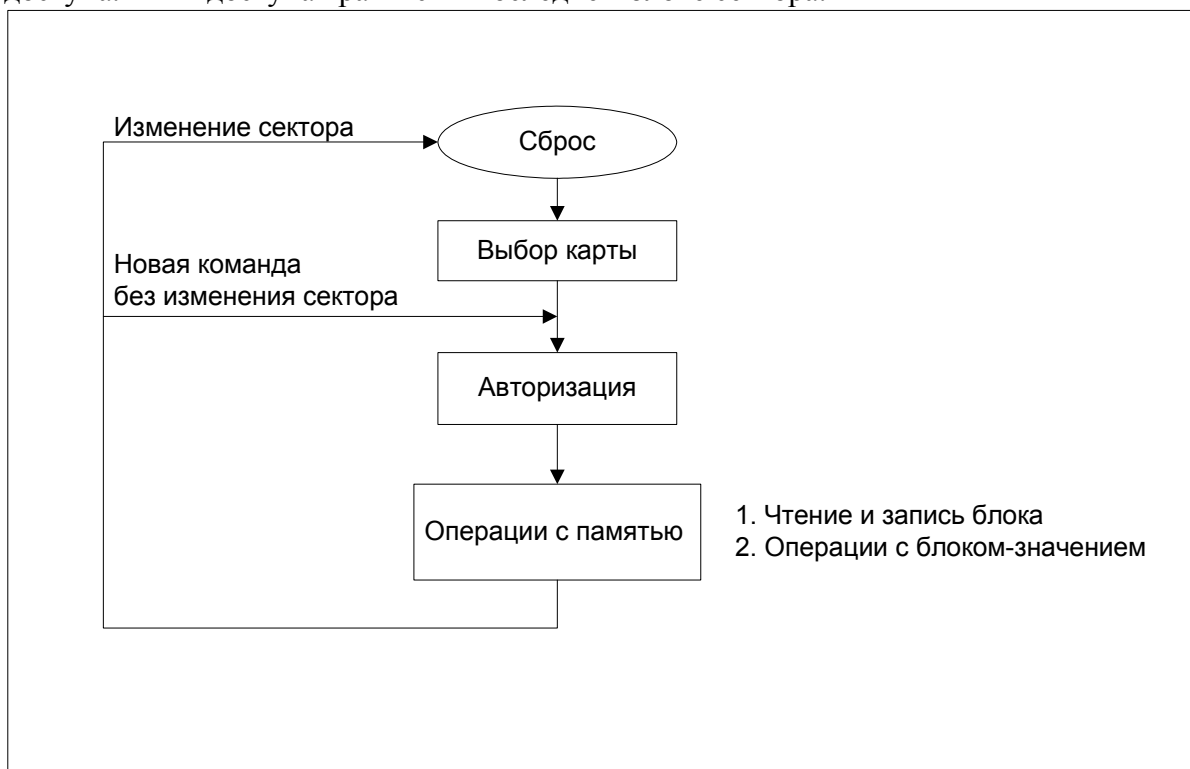 Изменение сектора
Сброс
Выбор карты
Новая команда
без изменения сектора
Авторизация
Операции с памятью
1. Чтение и запись блока
2. Операции с блоком-значением